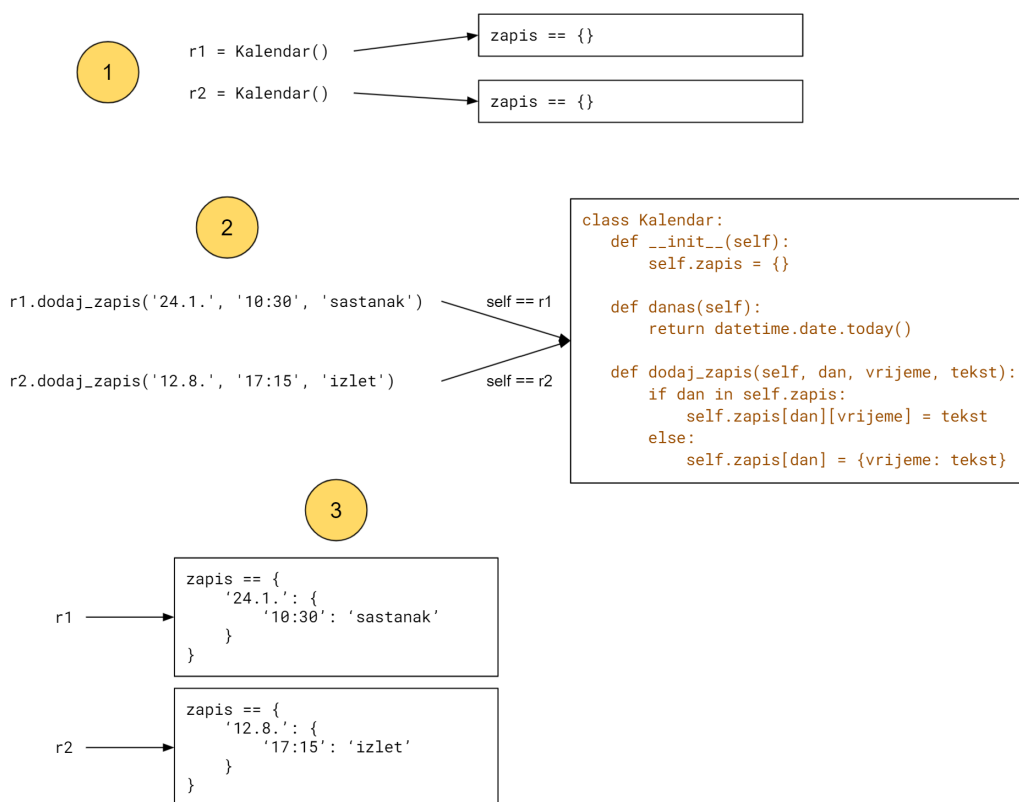 1
r1 = Kalendar()
zapis == {}
r2 = Kalendar()
zapis == {}
2
r1.dodaj_zapis('24.1.', '10:30', 'sastanak')
self == r1
r2.dodaj_zapis('12.8.', '17:15', 'izlet')
self == r2
class Kalendar:
def __init__(self):
self.zapis = {}
def danas(self):
return datetime.date.today()
def dodaj_zapis(self, dan, vrijeme, tekst):
if dan in self.zapis:
self.zapis[dan][vrijeme] = tekst
else:
self.zapis[dan] = {vrijeme: tekst}
3
r1
zapis == {
‘24.1.’: {
‘10:30’: ‘sastanak’
}
}
r2
zapis == {
‘12.8.’: {
‘17:15’: ‘izlet’
}
}